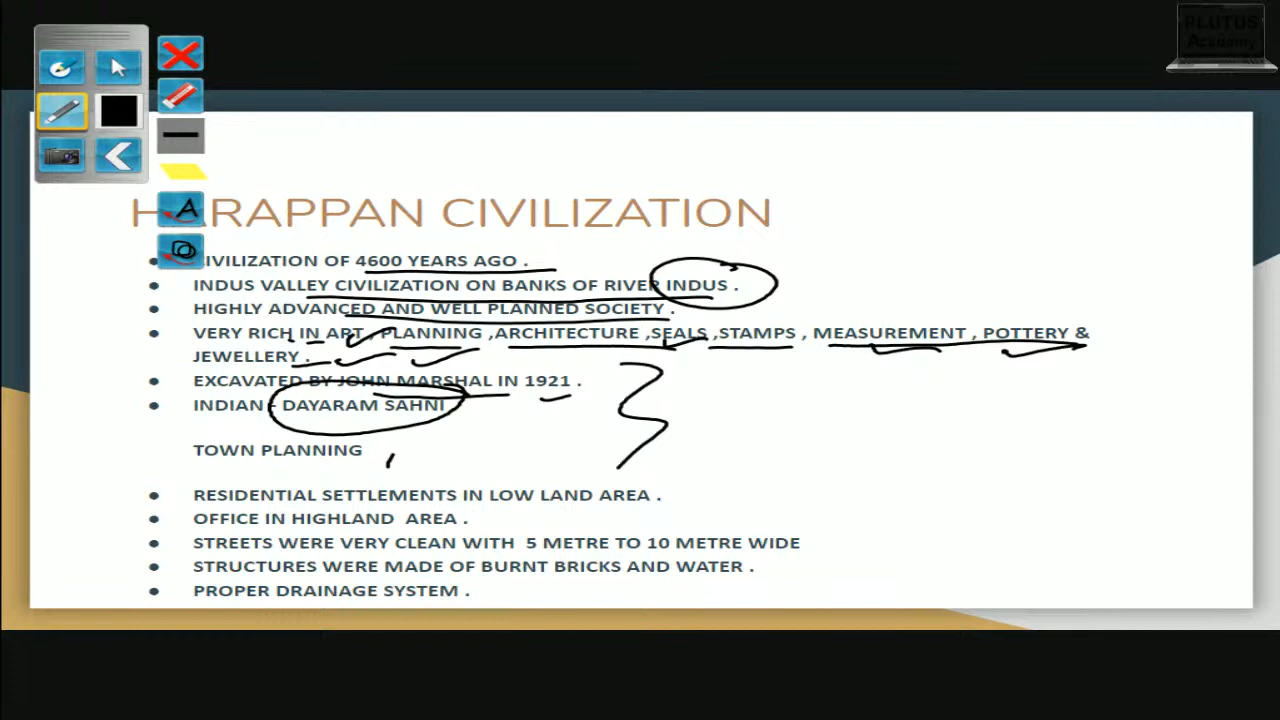 PLUTUS
Academy
HARAPPAN CIVILIZATION
CIVILIZATION OF 4600 YEARS AGO .
INDUS VALLEY CIVILIZATION ON BANKS OF RIVER INDUS .
HIGHLY ADVANCED AND WELL PLANNED SOCIETY .
VERY RICH IN ART, PLANNING ,ARCHITECTURE ,SEALS ,STAMPS , MEASUREMENT , POTTERY &
JEWELLERY .
EXCAVATED BY JOHN MARSHAL IN 1921 .
INDIAN - DAYARAM SAHNI
TOWN PLANNING
RESIDENTIAL SETTLEMENTS IN LOW LAND AREA .
OFFICE IN HIGHLAND AREA .
STREETS WERE VERY CLEAN WITH 5 METRE TO 10 METRE WIDE
STRUCTURES WERE MADE OF BURNT BRICKS AND WATER .
PROPER DRAINAGE SYSTEM .